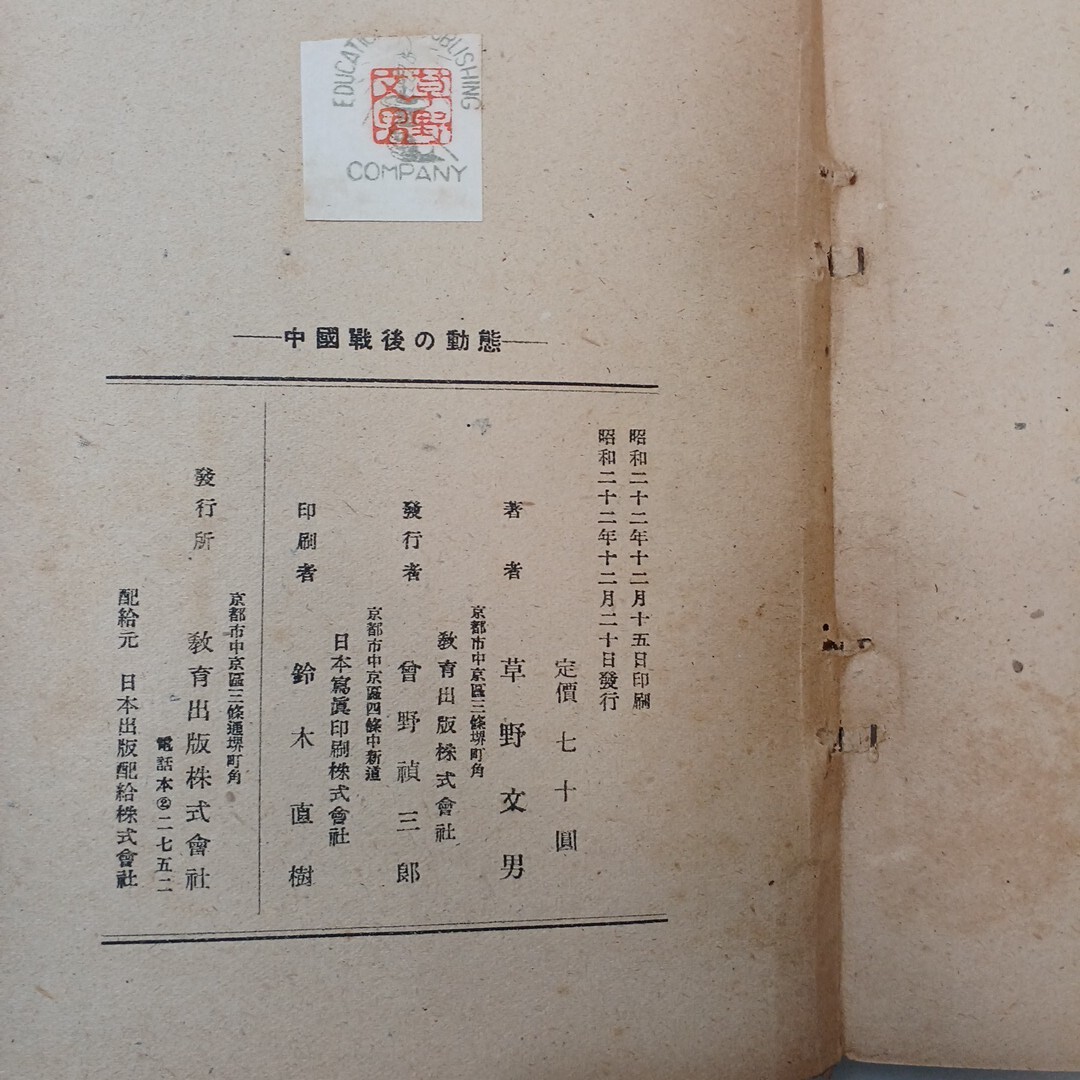 EDUCATIO
BLISHING
COMPANY
草野
文男
中國戰後の動態
昭和二十二年十二月十五日印刷
昭和二十二年十二月二十日發行
定價 七十圓
著者 草野文男
京都市中京區三條堺町角
教育出版株式會社
發行者 曾野禎三郎
京都市中京區四條中新道
日本寫眞印刷株式會社
印刷者 鈴木直樹
京都市中京區三條通堺町角
發行所 教育出版株式會社
電話本②二七五二
配給元 日本出版配給株式會社